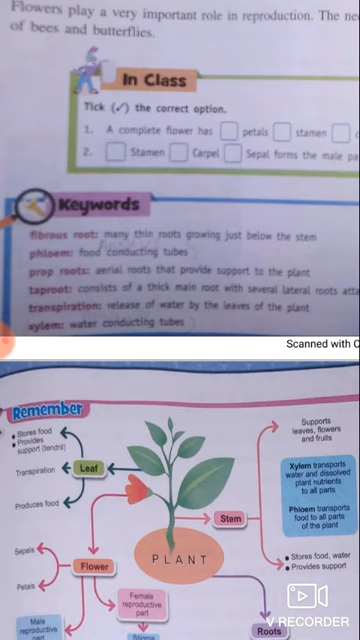 Flowers play a very important role in reproduction. The
of bees and butterflies.
In Class
Tick (✓) the correct option.
1. A complete flower has petals stamen
2. Stamen Carpel Sepal forms the male
Keywords
fibrous root: many thin roots growing just below the stem
phloem: food conducting tubes
prop roots: aerial roots that provide support to the plant
taproot: consists of a thick main root with several lateral roots
transpiration: release of water by the leaves of the plant
xylem: water conducting tubes
Scanned with
Remember
• Stores food
• Provides
support (tendril)
Transpiration
Leaf
Produces food
Sepals
Flower
Petals
Male
reproductive
part
Female
reproductive
part
Stigma
PLANT
Stem
Supports
leaves, flowers
and fruits
Xylem transports
water and dissolved
plant nutrients
to all parts
Phloem transports
food to all parts
of the plant
• Stores food, water
• Provides support
Roots
V RECORDER